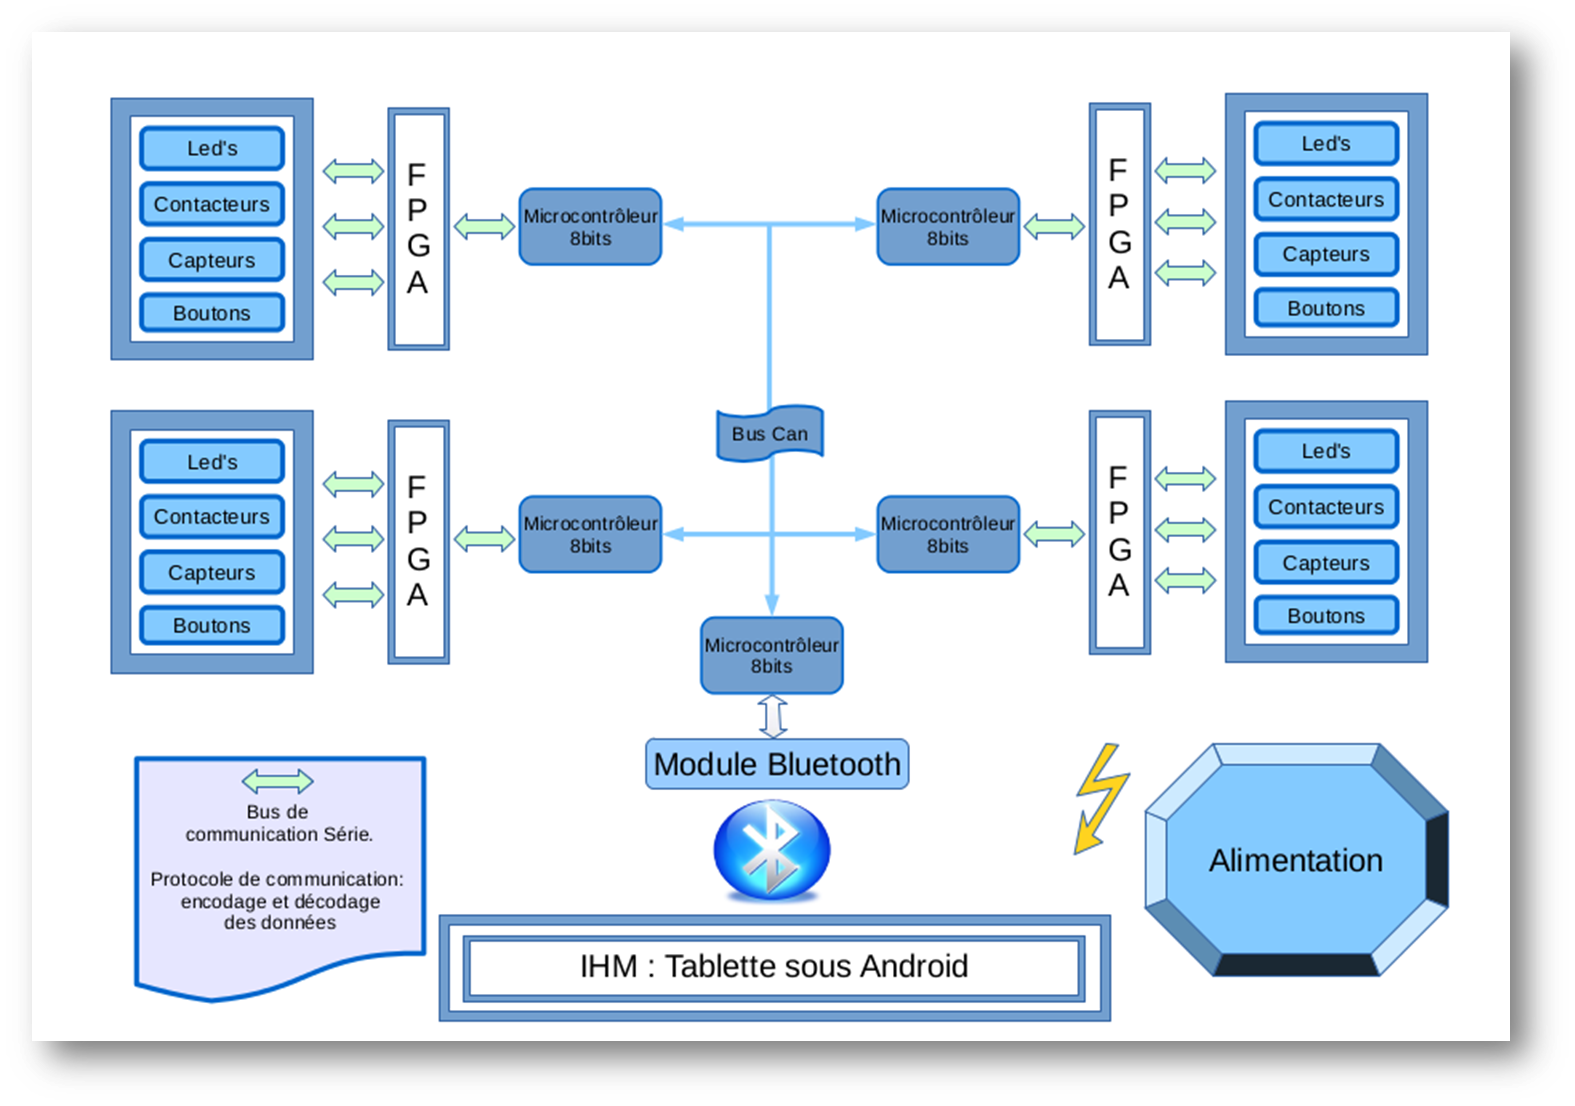 Led's
Contacteurs
Capteurs
Boutons
F
P
G
A
Microcontrôleur
8bits
Microcontrôleur
8bits
F
P
G
A
Led's
Contacteurs
Capteurs
Boutons
Bus Can
Led's
Contacteurs
Capteurs
Boutons
F
P
G
A
Microcontrôleur
8bits
Microcontrôleur
8bits
F
P
G
A
Led's
Contacteurs
Capteurs
Boutons
Microcontrôleur
8bits
Module Bluetooth
Bus de
communication Série.
Protocole de communication:
encodage et décodage
des données
Alimentation
IHM : Tablette sous Android